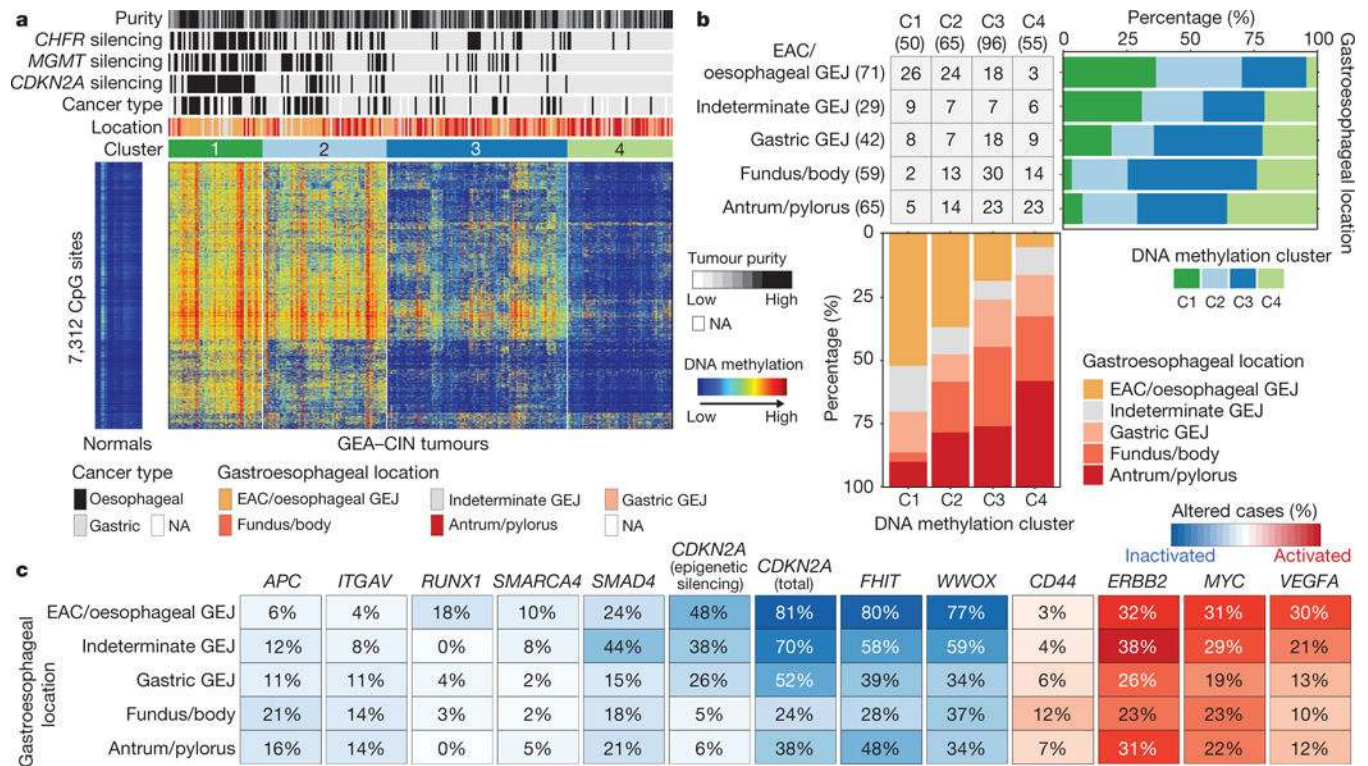 a
Purity
CHFR silencing
MGMT silencing
CDKN2A silencing
Cancer type
Location
Cluster 1 2 3 4
7,312 CpG sites
Normals
GEA–CIN tumours
Tumour purity
Low High
NA
DNA methylation
Low High
Cancer type
Oesophageal
Gastric NA
Gastroesophageal location
EAC/oesophageal GEJ
Indeterminate GEJ
Gastric GEJ
Fundus/body
Antrum/pylorus
NA
b
C1 C2 C3 C4
(50) (65) (96) (55)
EAC/
oesophageal GEJ (71) 26 24 18 3
Indeterminate GEJ (29) 9 7 7 6
Gastric GEJ (42) 8 7 18 9
Fundus/body (59) 2 13 30 14
Antrum/pylorus (65) 5 14 23 23
Percentage (%)
0 25 50 75 100
Gastroesophageal location
DNA methylation cluster
C1 C2 C3 C4
Percentage (%)
0
25
50
75
100
C1 C2 C3 C4
DNA methylation cluster
Gastroesophageal location
EAC/oesophageal GEJ
Indeterminate GEJ
Gastric GEJ
Fundus/body
Antrum/pylorus
Altered cases (%)
Inactivated Activated
c
APC ITGAV RUNX1 SMARCA4 SMAD4 CDKN2A (epigenetic silencing) CDKN2A (total) FHIT WWOX CD44 ERBB2 MYC VEGFA
Gastroesophageal location
EAC/oesophageal GEJ 6% 4% 18% 10% 24% 48% 81% 80% 77% 3% 32% 31% 30%
Indeterminate GEJ 12% 8% 0% 8% 44% 38% 70% 58% 59% 4% 38% 29% 21%
Gastric GEJ 11% 11% 4% 2% 15% 26% 52% 39% 34% 6% 26% 19% 13%
Fundus/body 21% 14% 3% 2% 18% 5% 24% 28% 37% 12% 23% 23% 10%
Antrum/pylorus 16% 14% 0% 5% 21% 6% 38% 48% 34% 7% 31% 22% 12%